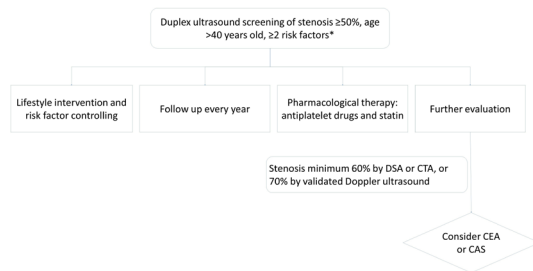 Duplex ultrasound screening of stenosis ≥50%, age
>40 years old, ≥2 risk factors*
Lifestyle intervention and
risk factor controlling
Follow up every year
Pharmacological therapy:
antiplatelet drugs and statin
Further evaluation
Stenosis minimum 60% by DSA or CTA, or
70% by validated Doppler ultrasound
Consider CEA
or CAS